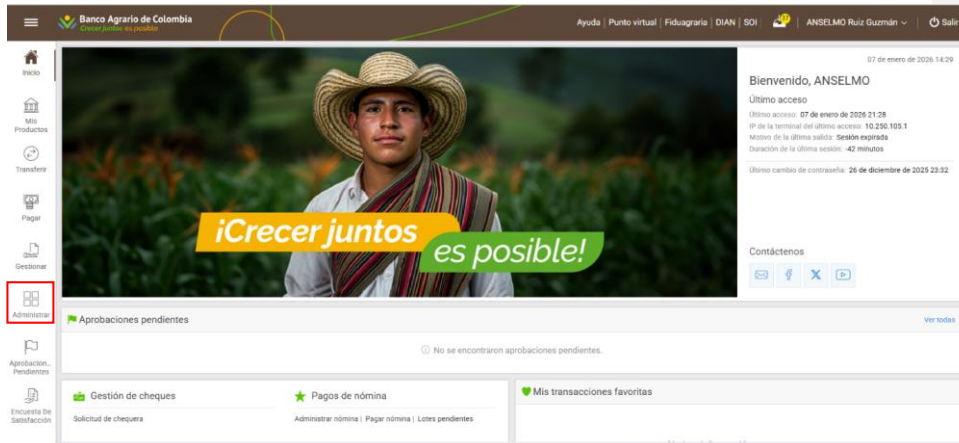 Banco Agrario de Colombia
Crecer juntos es posible
Ayuda | Punto virtual | Fiduagraria | DIAN | SOI
ANSELMO Ruiz Guzmán
Salir
Inicio
Mis Productos
Transferir
Pagar
Gestionar
Administrar
Aprobacion.. Pendientes
Encuesta De Satisfacción
¡Crecer juntos
es posible!
07 de enero de 2026 14:29
Bienvenido, ANSELMO
Último acceso
Último acceso: 07 de enero de 2026 21:28
IP de la terminal del último acceso: 10.250.105.1
Motivo de la última salida: Sesión expirada
Duración de la última sesión: -42 minutos
Último cambio de contraseña: 26 de diciembre de 2025 23:32
Contáctenos
Aprobaciones pendientes
Ver todas
No se encontraron aprobaciones pendientes.
Gestión de cheques
Solicitud de chequera
Pagos de nómina
Administrar nómina | Pagar nómina | Lotes pendientes
Mis transacciones favoritas